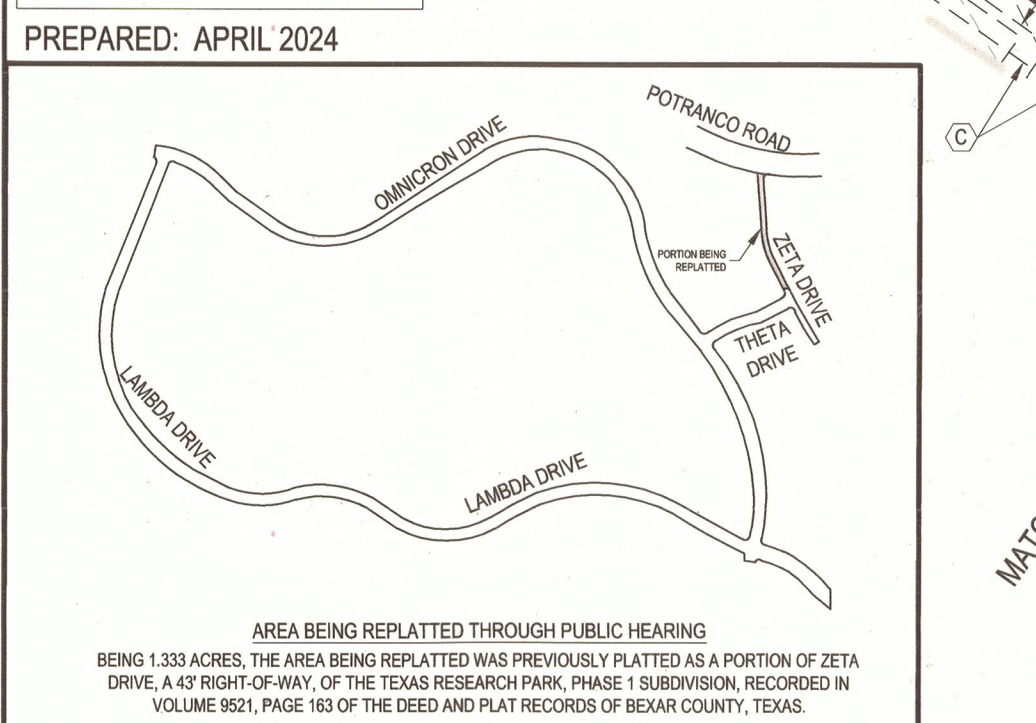 PREPARED: APRIL 2024
POTRANCO ROAD
OMNICRON DRIVE
C
PORTION BEING
REPLATTED
ZETA DRIVE
THETA
DRIVE
LAMBDA DRIVE
LAMBDA DRIVE
AREA BEING REPLATTED THROUGH PUBLIC HEARING
BEING 1.333 ACRES, THE AREA BEING REPLATTED WAS PREVIOUSLY PLATTED AS A PORTION OF ZETA
DRIVE, A 43' RIGHT-OF-WAY, OF THE TEXAS RESEARCH PARK, PHASE 1 SUBDIVISION, RECORDED IN
VOLUME 9521, PAGE 163 OF THE DEED AND PLAT RECORDS OF BEXAR COUNTY, TEXAS.